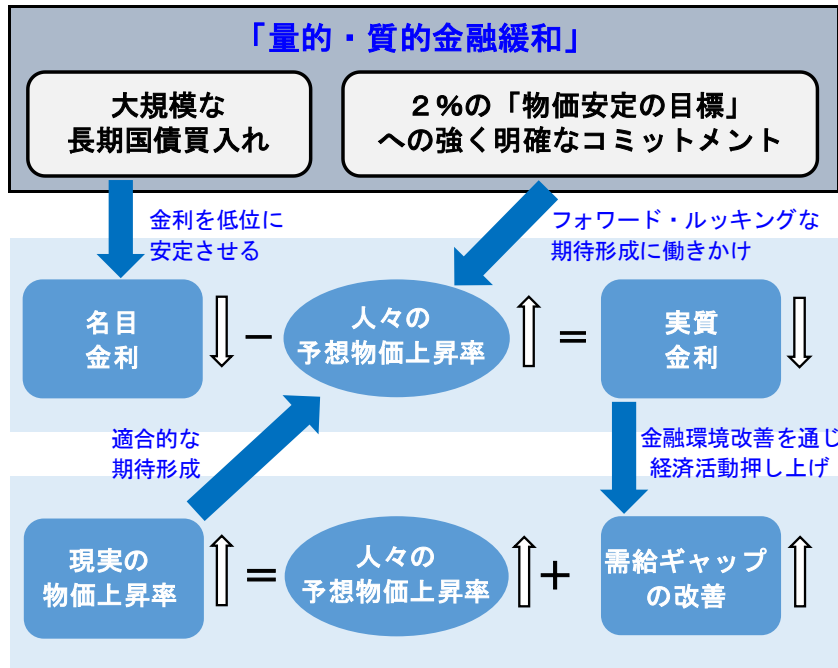 「量的・質的金融緩和」
大規模な
長期国債買入れ
２％の「物価安定の目標」
への強く明確なコミットメント
金利を低位に
安定させる
フォワード・ルッキングな
期待形成に働きかけ
名目
金利
−
人々の
予想物価上昇率
＝
実質
金利
適合的な
期待形成
金融環境改善を通じ
経済活動押し上げ
現実の
物価上昇率
＝
人々の
予想物価上昇率
＋
需給ギャップ
の改善